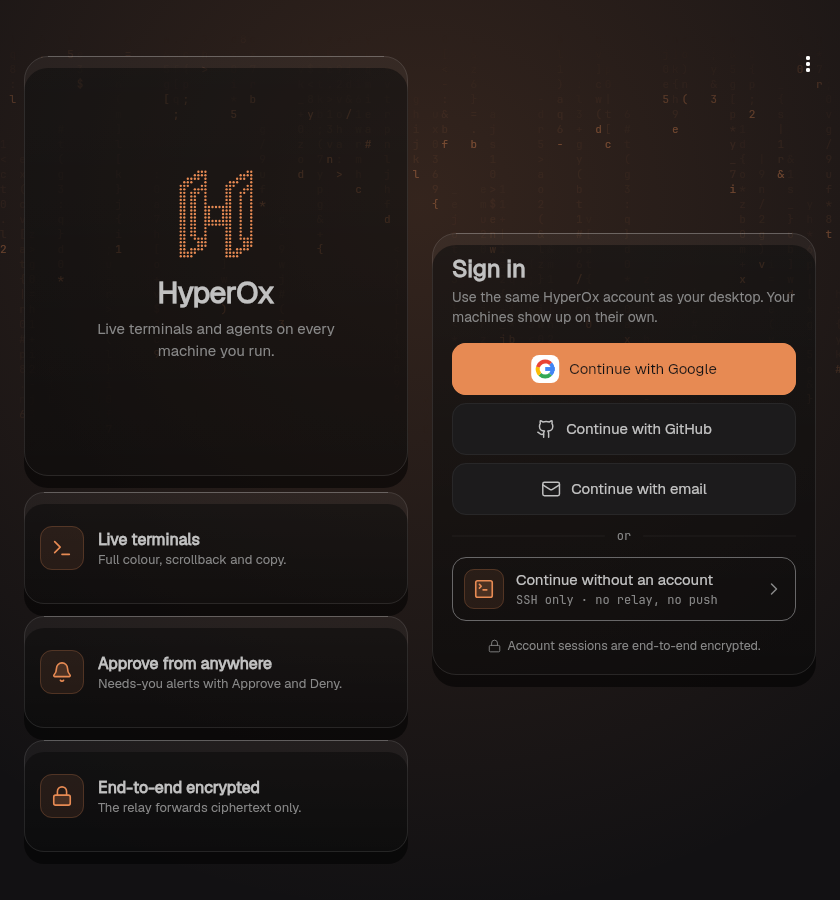 HyperOx
Live terminals and agents on every
machine you run.
Live terminals
Full colour, scrollback and copy.
Approve from anywhere
Needs-you alerts with Approve and Deny.
End-to-end encrypted
The relay forwards ciphertext only.
Sign in
Use the same HyperOx account as your desktop. Your
machines show up on their own.
Continue with Google
Continue with GitHub
Continue with email
or
Continue without an account
SSH only · no relay, no push
Account sessions are end-to-end encrypted.